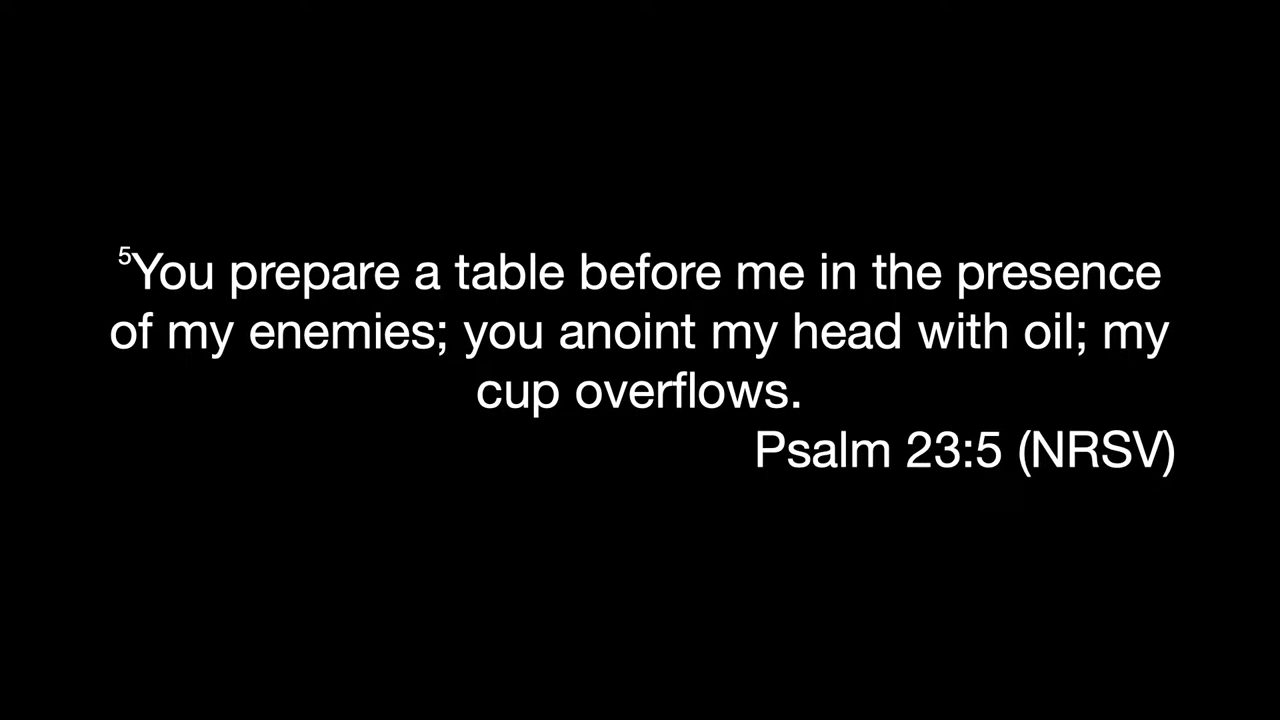 ⁵You prepare a table before me in the presence
of my enemies; you anoint my head with oil; my
cup overflows.
Psalm 23:5 (NRSV)